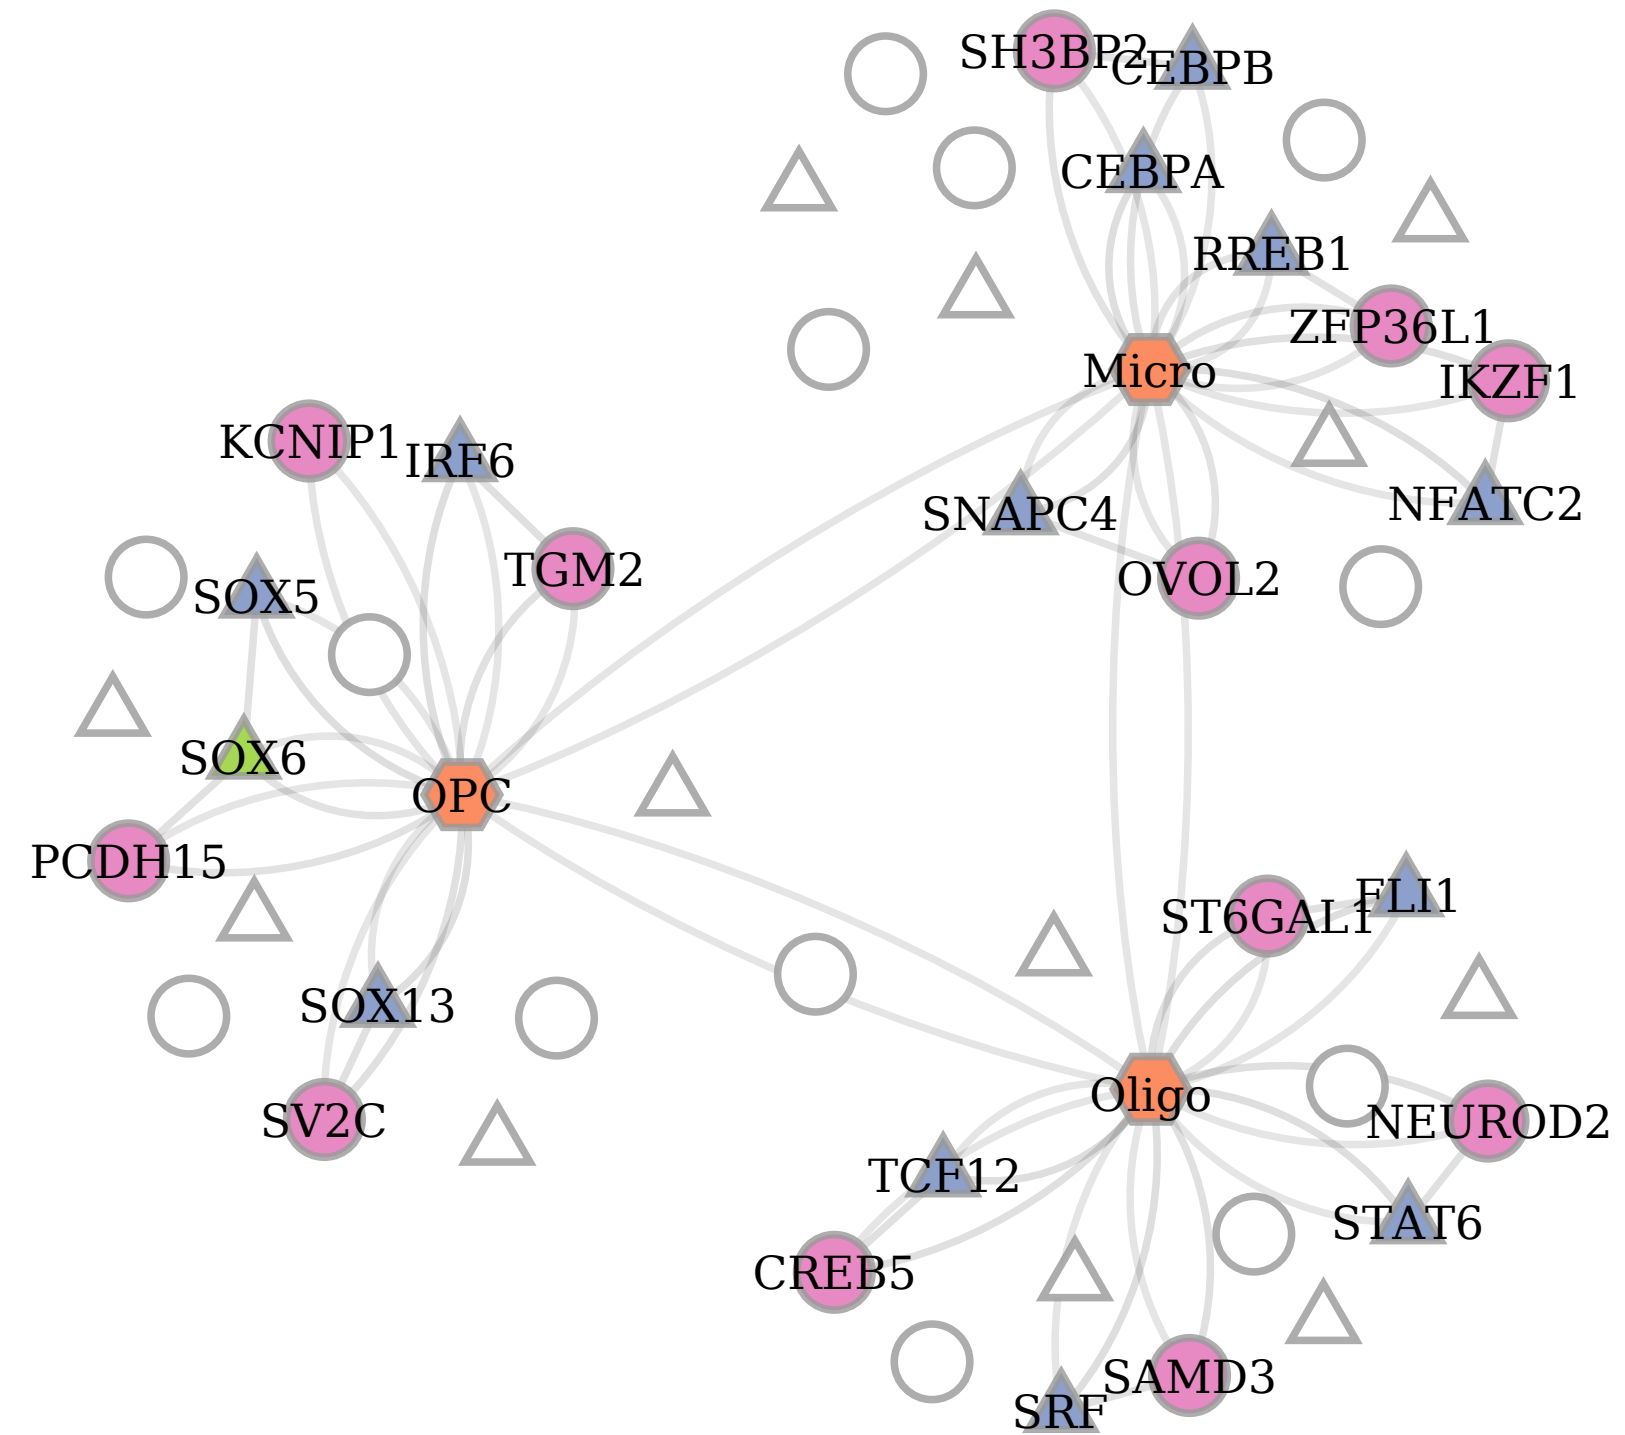 SH3BP2
CEBPB
CEBPA
RREB1
ZFP36L1
Micro
IKZF1
KCNIP1
IRF6
SNAPC4
NFATC2
TGM2
OVOL2
SOX5
SOX6
OPC
PCDH15
FLI1
ST6GAL1
SOX13
Oligo
SV2C
NEUROD2
TCF12
STAT6
CREB5
SAMD3
SRF